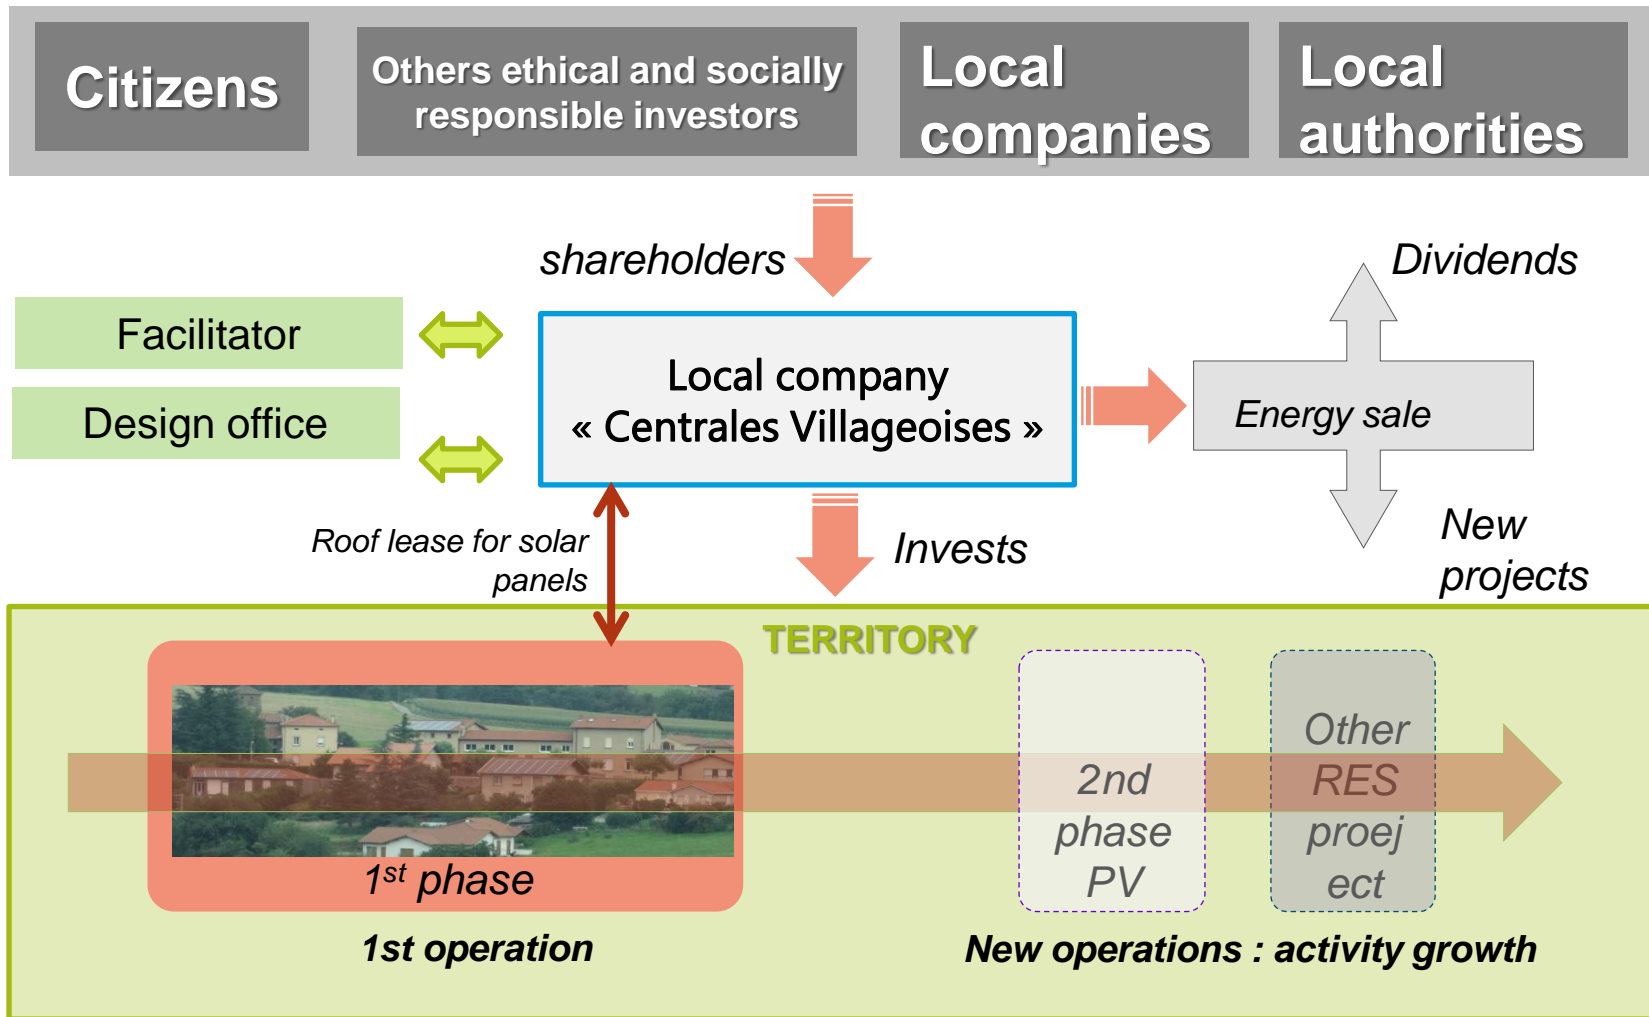 Citizens
Others ethical and socially
responsible investors
Local
companies
Local
authorities
shareholders
Dividends
Facilitator
Design office
Local company
« Centrales Villageoises »
Energy sale
Roof lease for solar
panels
Invests
New
projects
TERRITORY
1st phase
2nd
phase
PV
Other
RES
proej
ect
1st operation
New operations : activity growth